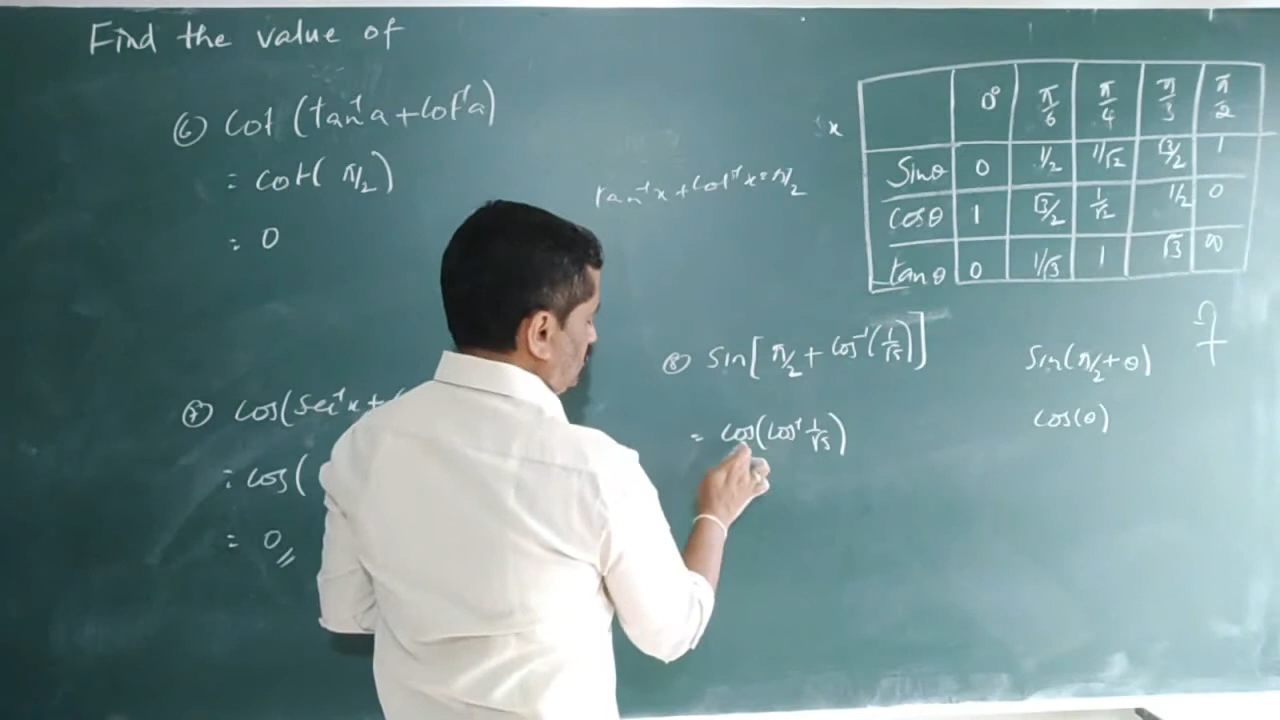 Find the value of
⑥ Cot (tan⁻¹a + Cot⁻¹a)
= cot( π/2)
= 0
tan⁻¹x + Cot⁻¹x = π/2
x
0° π/6 π/4 π/3 π/2
Sinθ 0 1/2 1/√2 √3/2 1
cosθ 1 √3/2 1/√2 1/2 0
tanθ 0 1/√3 1 √3 ∞
⑦ cos(Sec⁻¹x +
= cos(
= 0
⑧ Sin[ π/2 + Cos⁻¹(1/√5)]
= cos(Cos⁻¹ 1/√5)
Sin(π/2 + θ)
cos(θ)